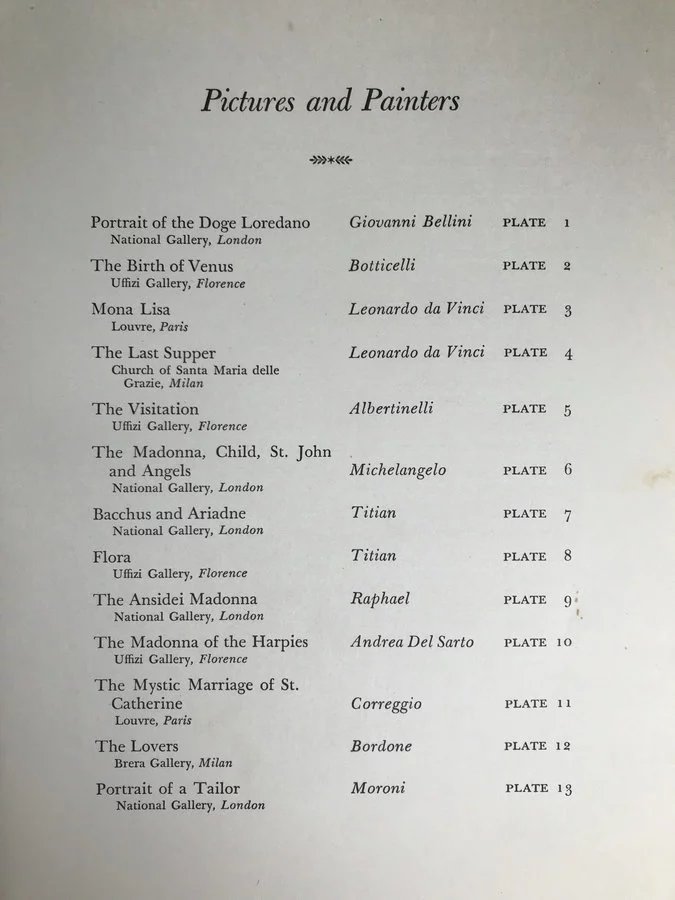 Pictures and Painters
Portrait of the Doge Loredano Giovanni Bellini PLATE 1
National Gallery, London
The Birth of Venus Botticelli PLATE 2
Uffizi Gallery, Florence
Mona Lisa Leonardo da Vinci PLATE 3
Louvre, Paris
The Last Supper Leonardo da Vinci PLATE 4
Church of Santa Maria delle
Grazie, Milan
The Visitation Albertinelli PLATE 5
Uffizi Gallery, Florence
The Madonna, Child, St. John
and Angels Michelangelo PLATE 6
National Gallery, London
Bacchus and Ariadne Titian PLATE 7
National Gallery, London
Flora Titian PLATE 8
Uffizi Gallery, Florence
The Ansidei Madonna Raphael PLATE 9
National Gallery, London
The Madonna of the Harpies Andrea Del Sarto PLATE 10
Uffizi Gallery, Florence
The Mystic Marriage of St.
Catherine Correggio PLATE 11
Louvre, Paris
The Lovers Bordone PLATE 12
Brera Gallery, Milan
Portrait of a Tailor Moroni PLATE 13
National Gallery, London